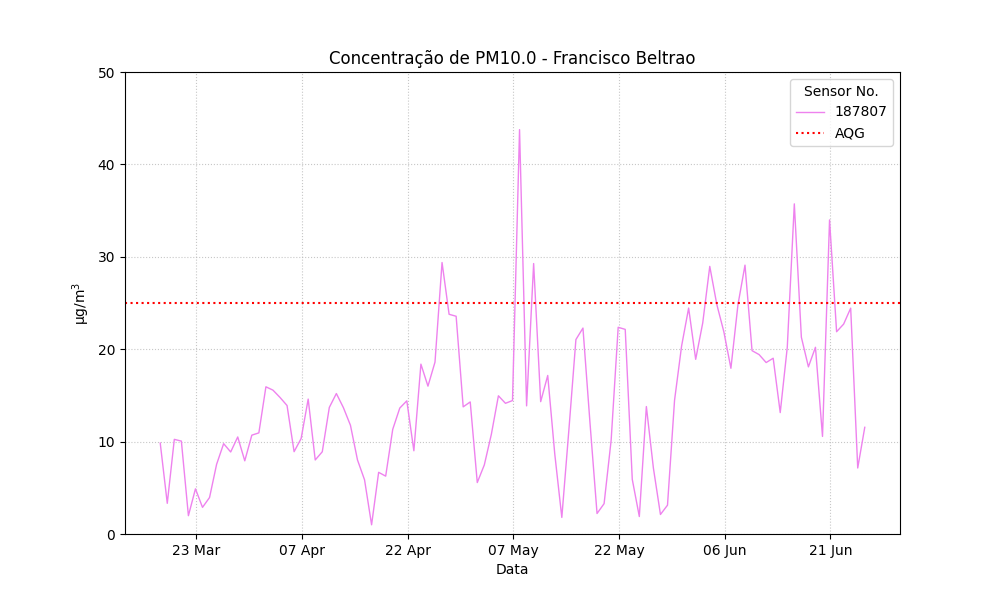 Concentração de PM10.0 - Francisco Beltrao
Sensor No.
187807
AQG
µg/m³
50
40
30
20
10
0
23 Mar
07 Apr
22 Apr
07 May
22 May
06 Jun
21 Jun
Data